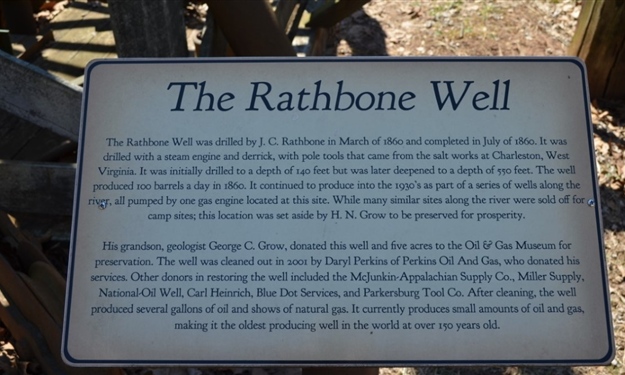 The Rathbone Well
The Rathbone Well was drilled by J. C. Rathbone in March of 1860 and completed in July of 1860. It was
drilled with a steam engine and derrick, with pole tools that came from the salt works at Charleston, West
Virginia. It was initially drilled to a depth of 140 feet but was later deepened to a depth of 550 feet. The well
produced 100 barrels a day in 1860. It continued to produce into the 1930's as part of a series of wells along the
river, all pumped by one gas engine located at this site. While many similar sites along the river were sold off for
camp sites; this location was set aside by H. N. Grow to be preserved for prosperity.
His grandson, geologist George C. Grow, donated this well and five acres to the Oil & Gas Museum for
preservation. The well was cleaned out in 2001 by Daryl Perkins of Perkins Oil And Gas, who donated his
services. Other donors in restoring the well included the McJunkin-Appalachian Supply Co., Miller Supply,
National-Oil Well, Carl Heinrich, Blue Dot Services, and Parkersburg Tool Co. After cleaning, the well
produced several gallons of oil and shows of natural gas. It currently produces small amounts of oil and gas,
making it the oldest producing well in the world at over 150 years old.